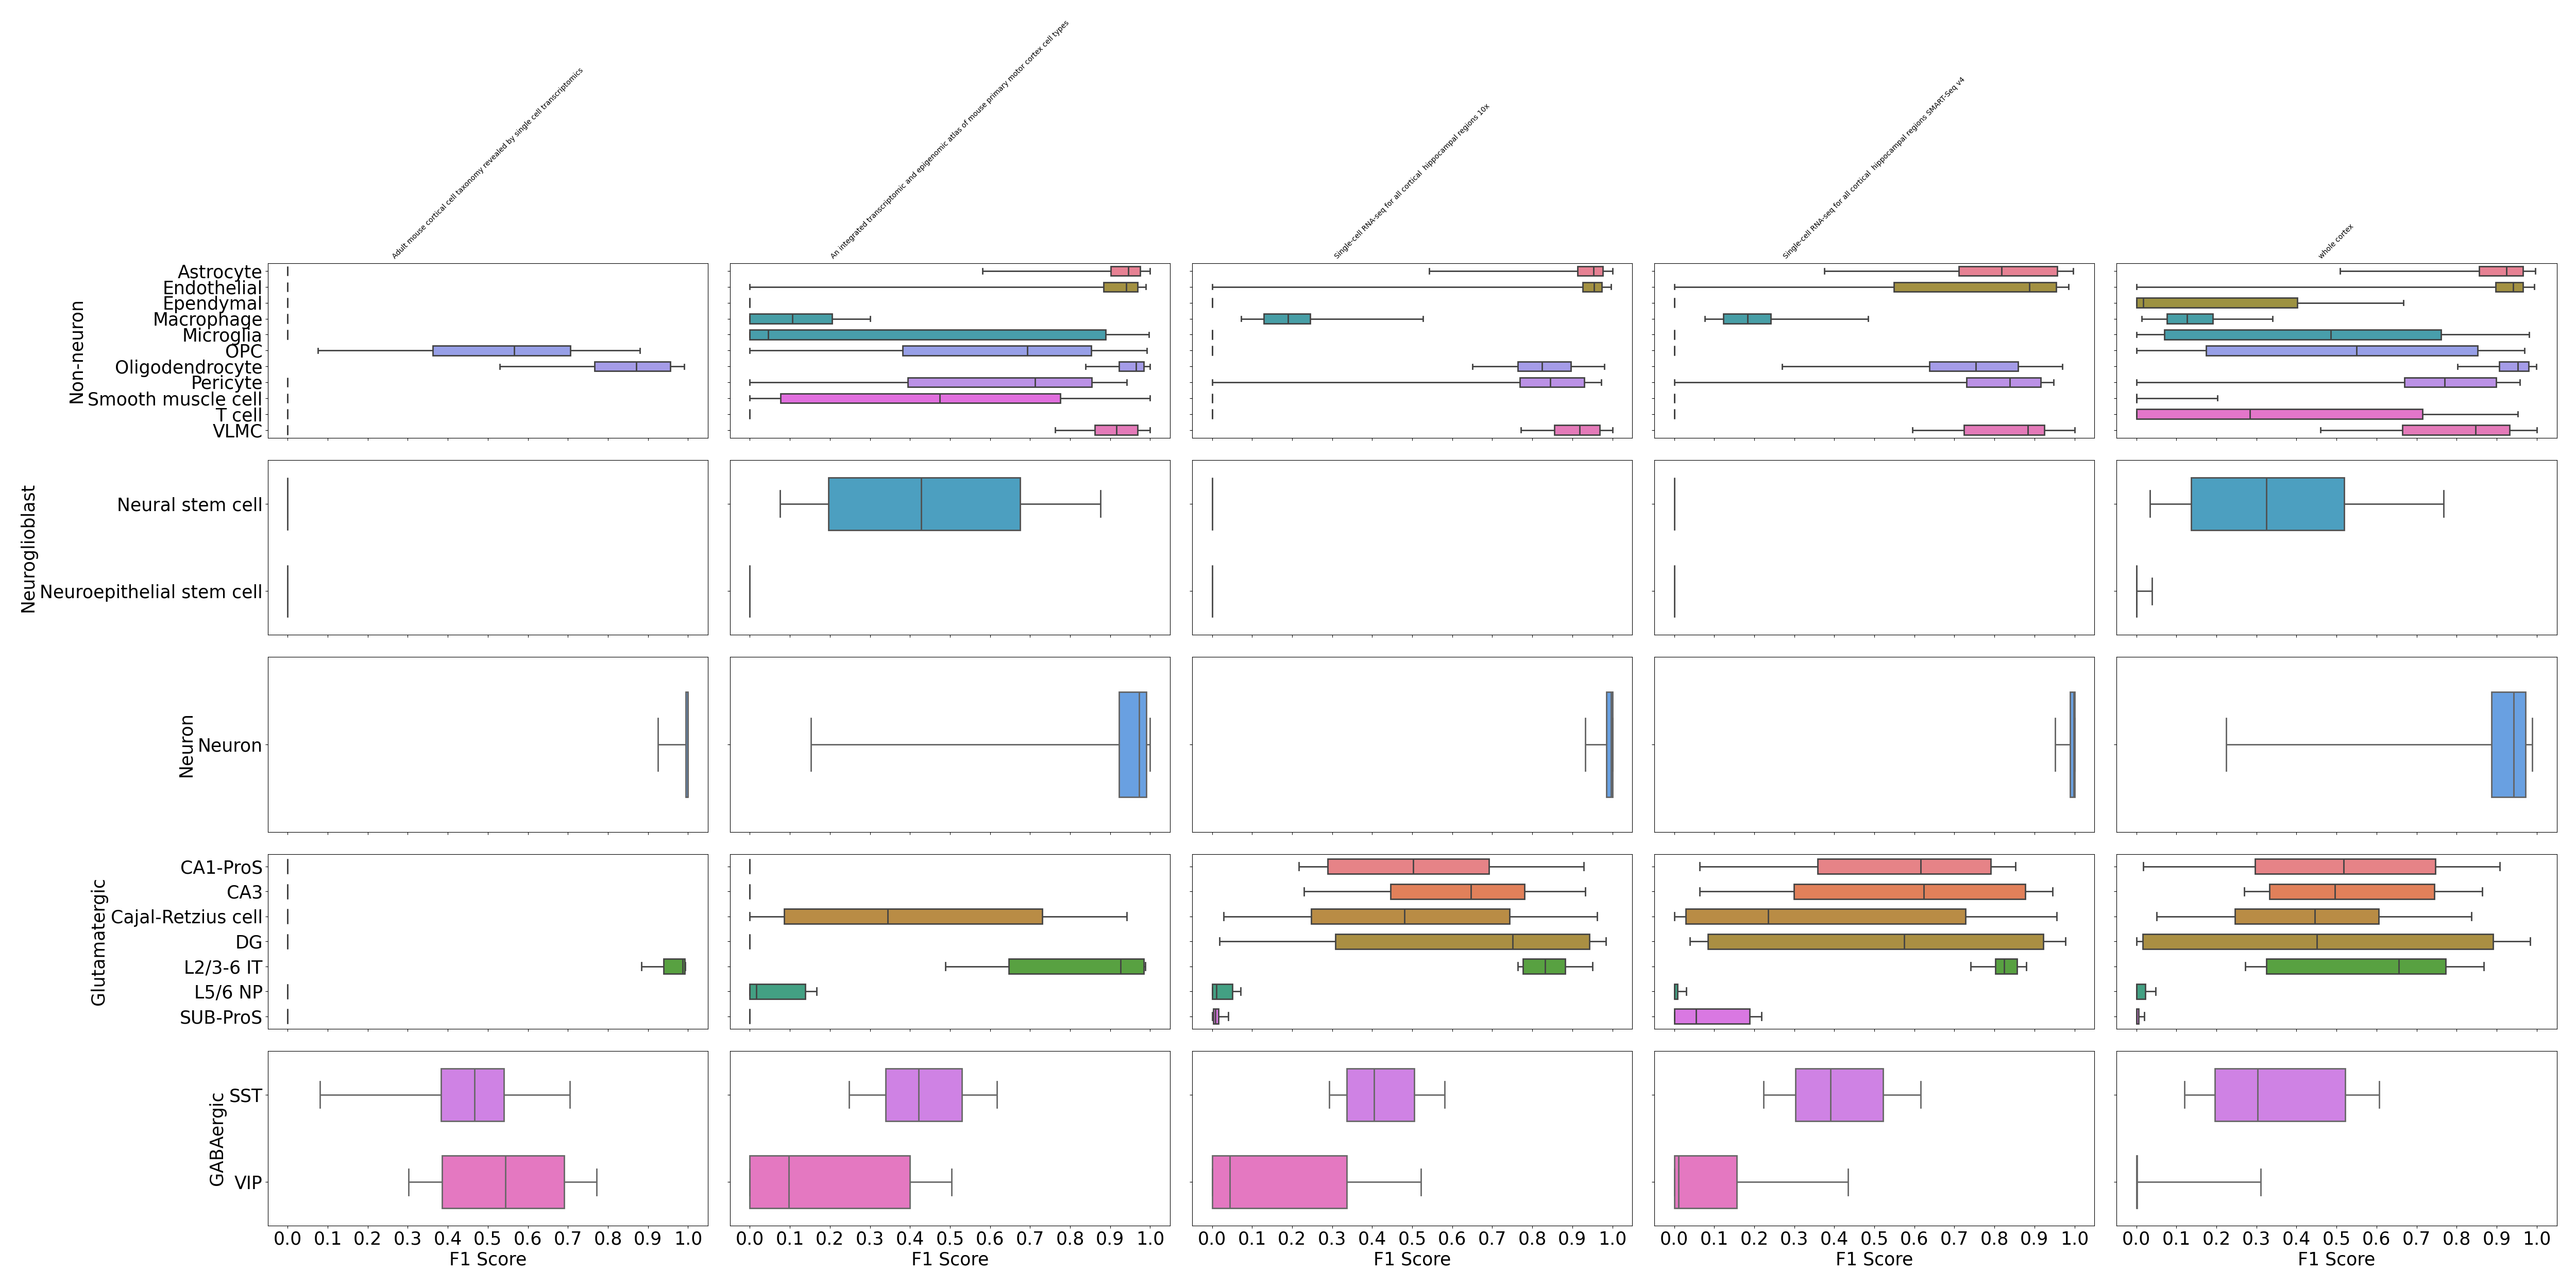 Adult mouse cortical cell taxonomy revealed by single cell transcriptomics
An integrated transcriptomic and epigenomic atlas of mouse primary motor cortex cell types
Single-cell RNA-seq for all cortical  hippocampal regions 10x
Single-cell RNA-seq for all cortical  hippocampal regions SMART-Seq v4
whole cortex
Non-neuron
Astrocyte
Endothelial
Ependymal
Macrophage
Microglia
OPC
Oligodendrocyte
Pericyte
Smooth muscle cell
T cell
VLMC
Neuroglioblast
Neural stem cell
Neuroepithelial stem cell
Neuron
Neuron
Glutamatergic
CA1-ProS
CA3
Cajal-Retzius cell
DG
L2/3-6 IT
L5/6 NP
SUB-ProS
GABAergic
SST
VIP
0.0 0.1 0.2 0.3 0.4 0.5 0.6 0.7 0.8 0.9 1.0
F1 Score
0.0 0.1 0.2 0.3 0.4 0.5 0.6 0.7 0.8 0.9 1.0
F1 Score
0.0 0.1 0.2 0.3 0.4 0.5 0.6 0.7 0.8 0.9 1.0
F1 Score
0.0 0.1 0.2 0.3 0.4 0.5 0.6 0.7 0.8 0.9 1.0
F1 Score
0.0 0.1 0.2 0.3 0.4 0.5 0.6 0.7 0.8 0.9 1.0
F1 Score